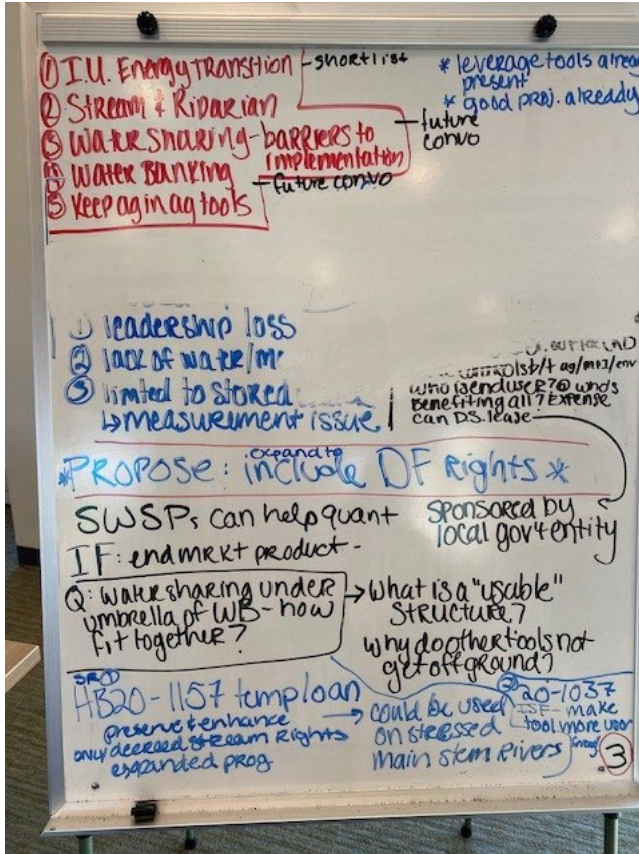 ① I.U. Energy Transition - shortlist
② Stream & Riparian
③ Water sharing - barriers to implementation - future convo
④ Water Banking
⑤ Keep ag in ag tools - future convo
* leverage tools alrea
present
* good proj. already
① leadership loss
② lack of water/m
③ limited to stored
↳ measurement issue
b/t ag/m&I/env
who is end user? @ who's
benefiting all? Expense
can DS. lease
*PROPOSE: expand to include DF Rights *
SWSPs can help quant
sponsored by
local gov't entity
IF: end mrkt product -
Q: water sharing under
umbrella of WB - how
fit together?
→ What is a "usable"
structure?
Why do other tools not
get off ground?
SR①
HB20-1157 temp loan
preserve & enhance
only decreed stream Rights
expanded prog
→ could be used
on stressed
main stem Rivers
② 20-1037
ISF - make
tool more
③